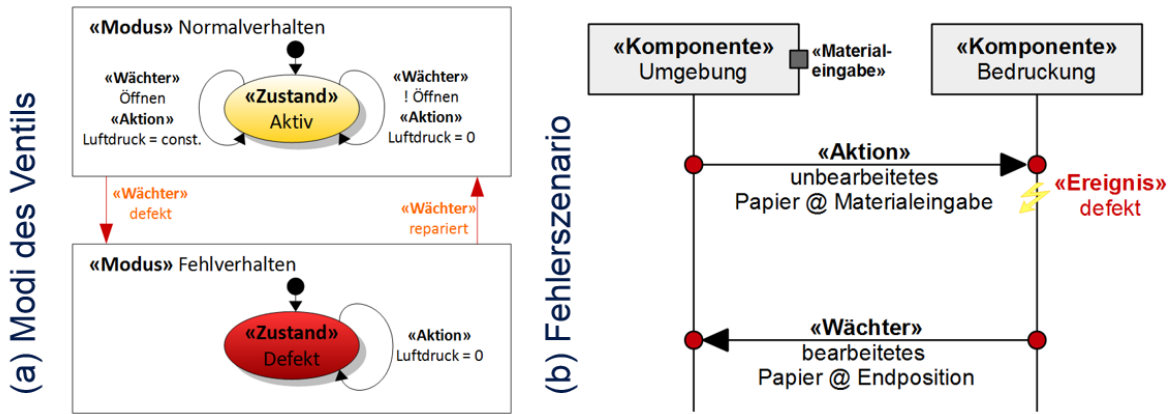 (a) Modi des Ventils
«Modus» Normalverhalten
«Wächter»
Öffnen
«Aktion»
Luftdruck = const.
«Zustand»
Aktiv
«Wächter»
! Öffnen
«Aktion»
Luftdruck = 0
«Wächter»
defekt
«Wächter»
repariert
«Modus» Fehlverhalten
«Zustand»
Defekt
«Aktion»
Luftdruck = 0
(b) Fehlerszenario
«Komponente»
Umgebung
«Material-
eingabe»
«Komponente»
Bedruckung
«Aktion»
unbearbeitetes
Papier @ Materialeingabe
«Ereignis»
defekt
«Wächter»
bearbeitetes
Papier @ Endposition